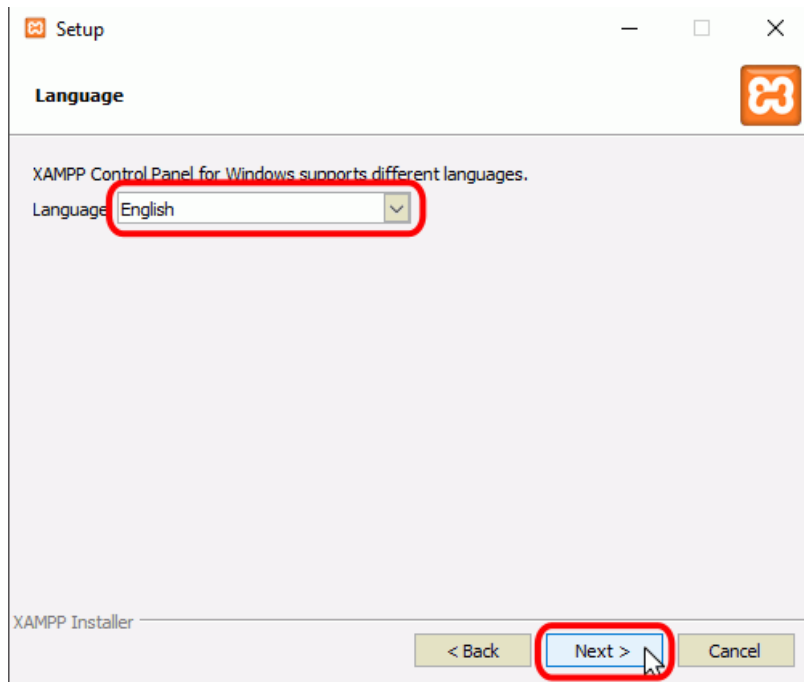 Setup
Language
XAMPP Control Panel for Windows supports different languages.
Language English
XAMPP Installer
< Back Next > Cancel